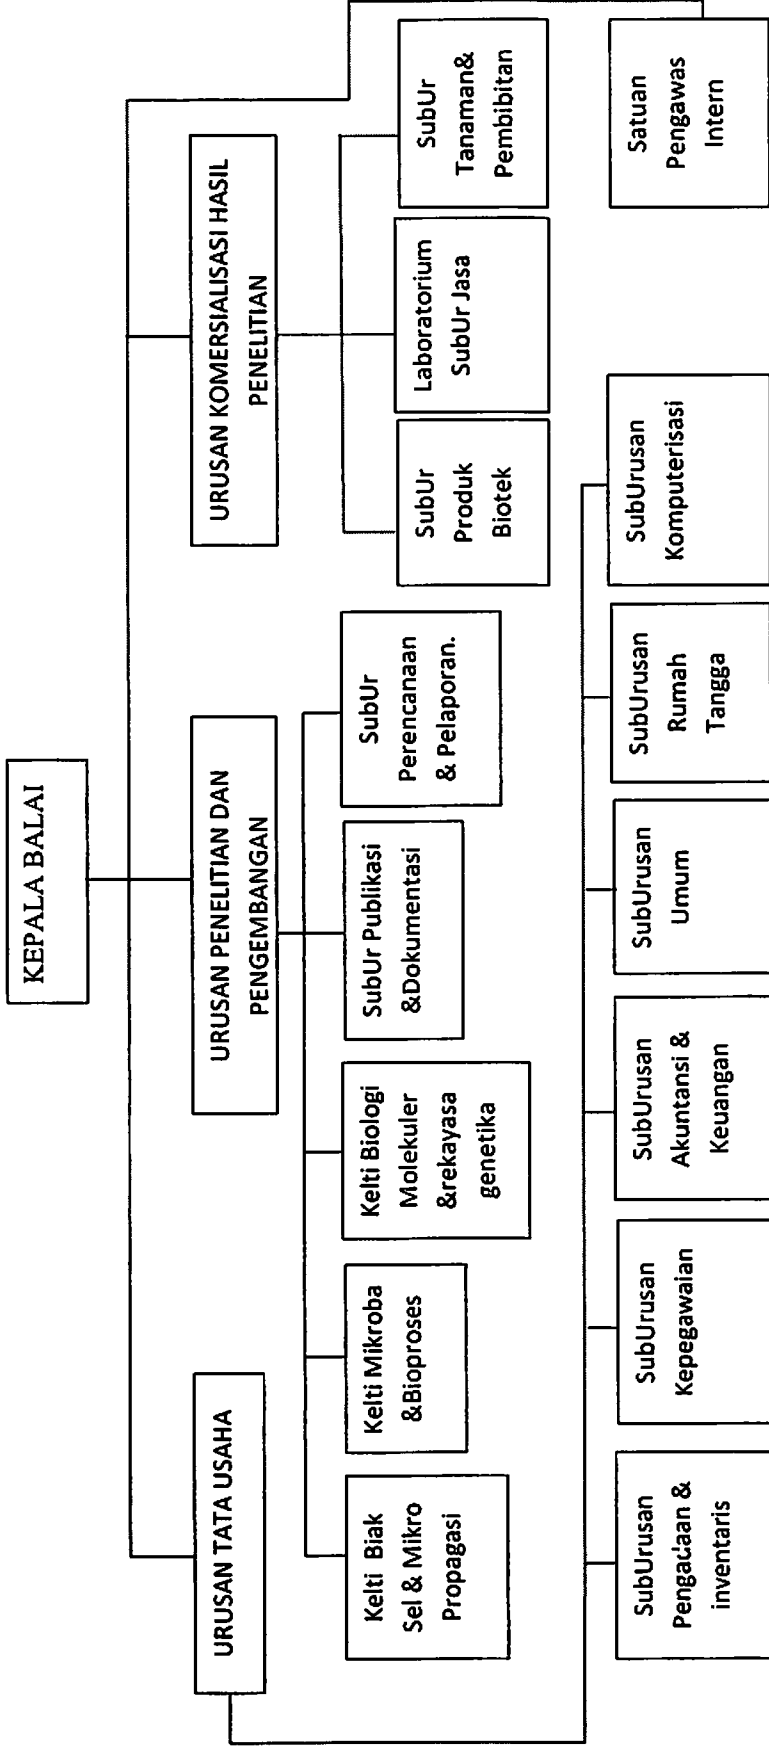 KEPALA BALAI
URUSAN TATA USAHA
URUSAN PENELITIAN DAN
PENGEMBANGAN
URUSAN KOMERSIALISASI HASIL
PENELITIAN
Kelti Biak
Sel & Mikro
Propagasi
Kelti Mikroba
&Bioproses
Kelti Biologi
Molekuler
&rekayasa
genetika
SubUr Publikasi
&Dokumentasi
SubUr
Perencanaan
& Pelaporan.
SubUr
Produk
Biotek
Laboratorium
SubUr Jasa
SubUr
Tanaman&
Pembibitan
SubUrusan
Pengadaan &
inventaris
SubUrusan
Kepegawaian
SubUrusan
Akuntansi &
Keuangan
SubUrusan
Umum
SubUrusan
Rumah
Tangga
SubUrusan
Komputerisasi
Satuan
Pengawas
Intern